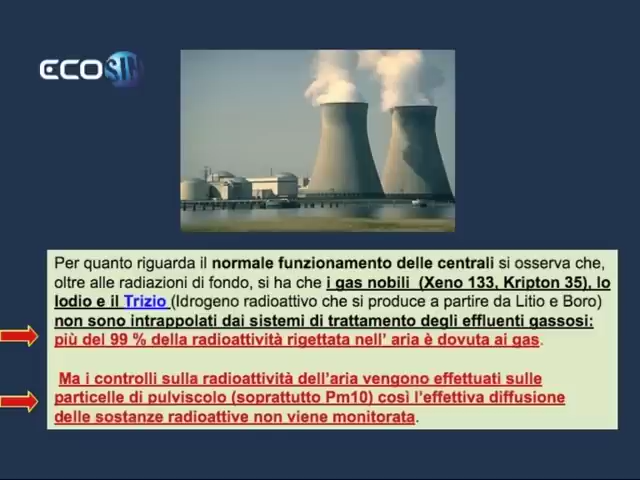 ECOSIN
Per quanto riguarda il normale funzionamento delle centrali si osserva che,
oltre alle radiazioni di fondo, si ha che i gas nobili (Xeno 133, Kripton 35), lo
Iodio e il Trizio (Idrogeno radioattivo che si produce a partire da Litio e Boro)
non sono intrappolati dai sistemi di trattamento degli effluenti gassosi:
più del 99 % della radioattività rigettata nell' aria è dovuta ai gas.
Ma i controlli sulla radioattività dell'aria vengono effettuati sulle
particelle di pulviscolo (soprattutto Pm10) così l'effettiva diffusione
delle sostanze radioattive non viene monitorata.